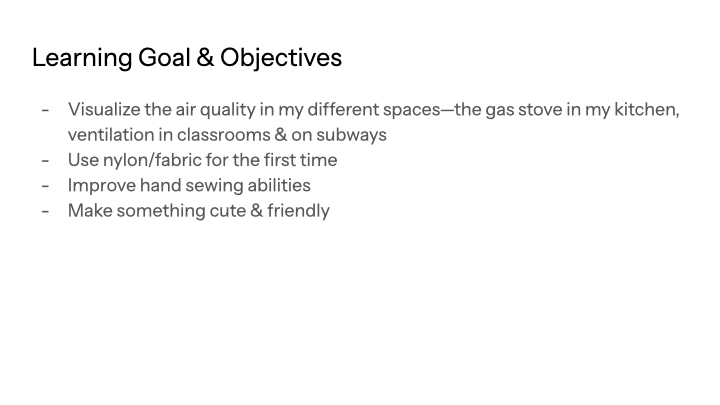 Learning Goal & Objectives
- Visualize the air quality in my different spaces—the gas stove in my kitchen,
ventilation in classrooms & on subways
- Use nylon/fabric for the first time
- Improve hand sewing abilities
- Make something cute & friendly